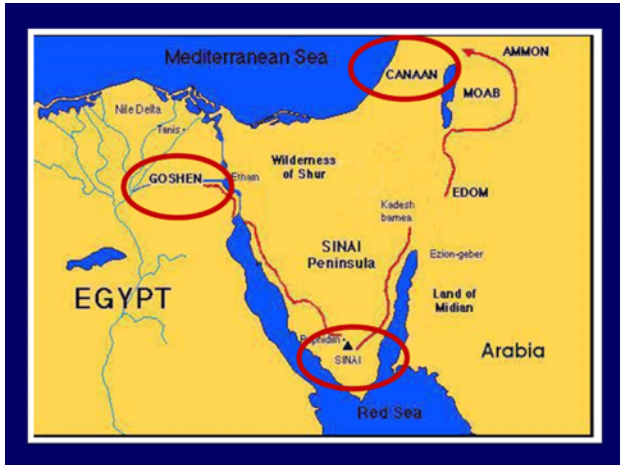 Mediterranean Sea
AMMON
CANAAN
MOAB
Nile Delta
Tanis
GOSHEN
Etham
Wilderness
of Shur
EDOM
Kadesh
barnea
SINAI
Peninsula
Ezion-geber
EGYPT
Land of
Midian
Rephidim
SINAI
Arabia
Red Sea